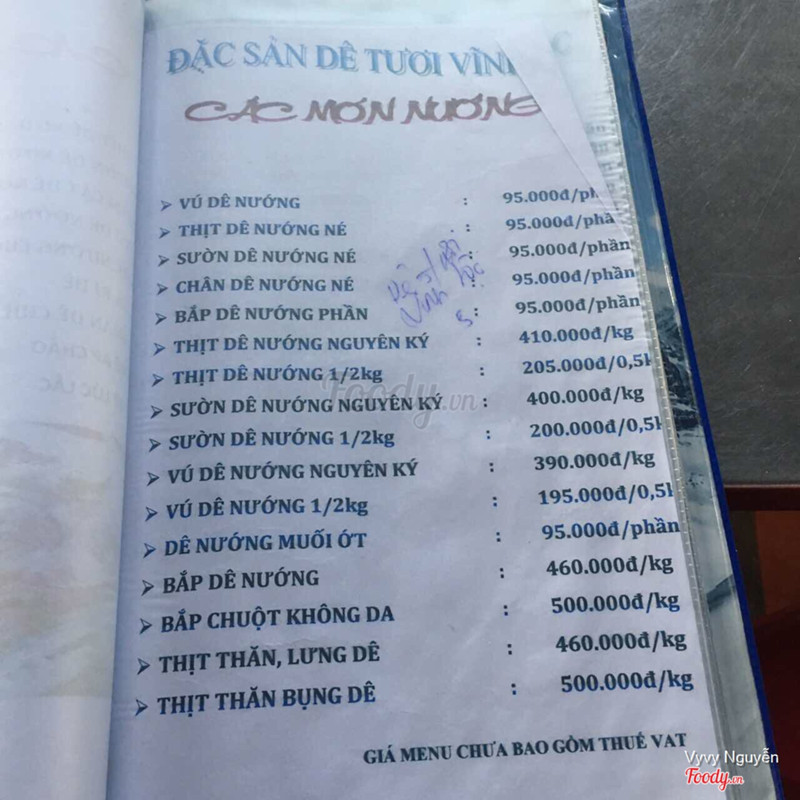 ĐẶC SẢN DÊ TƯƠI
CÁC MÓN NƯỚNG
➢ VÚ DÊ NƯỚNG : 95.000đ/ph
➢ THỊT DÊ NƯỚNG NÉ : 95.000đ/phầ
➢ SƯỜN DÊ NƯỚNG NÉ : 95.000đ/phần
➢ CHÂN DÊ NƯỚNG NÉ : 95.000đ/phần
➢ BẮP DÊ NƯỚNG PHẦN : 95.000đ/phần
➢ THỊT DÊ NƯỚNG NGUYÊN KÝ : 410.000đ/kg
➢ THỊT DÊ NƯỚNG 1/2kg : 205.000đ/0,5k
➢ SƯỜN DÊ NƯỚNG NGUYÊN KÝ : 400.000đ/kg
➢ SƯỜN DÊ NƯỚNG 1/2kg : 200.000đ/0,5k
➢ VÚ DÊ NƯỚNG NGUYÊN KÝ : 390.000đ/kg
➢ VÚ DÊ NƯỚNG 1/2kg : 195.000đ/0,5k
➢ DÊ NƯỚNG MUỐI ỚT : 95.000đ/phần
➢ BẮP DÊ NƯỚNG : 460.000đ/kg
➢ BẮP CHUỘT KHÔNG DA : 500.000đ/kg
➢ THỊT THĂN, LƯNG DÊ : 460.000đ/kg
➢ THỊT THĂN BỤNG DÊ : 500.000đ/kg
GIÁ MENU CHƯA BAO GỒM THUẾ VAT
Foody.vn
Vyvy Nguyễn
Foody.vn